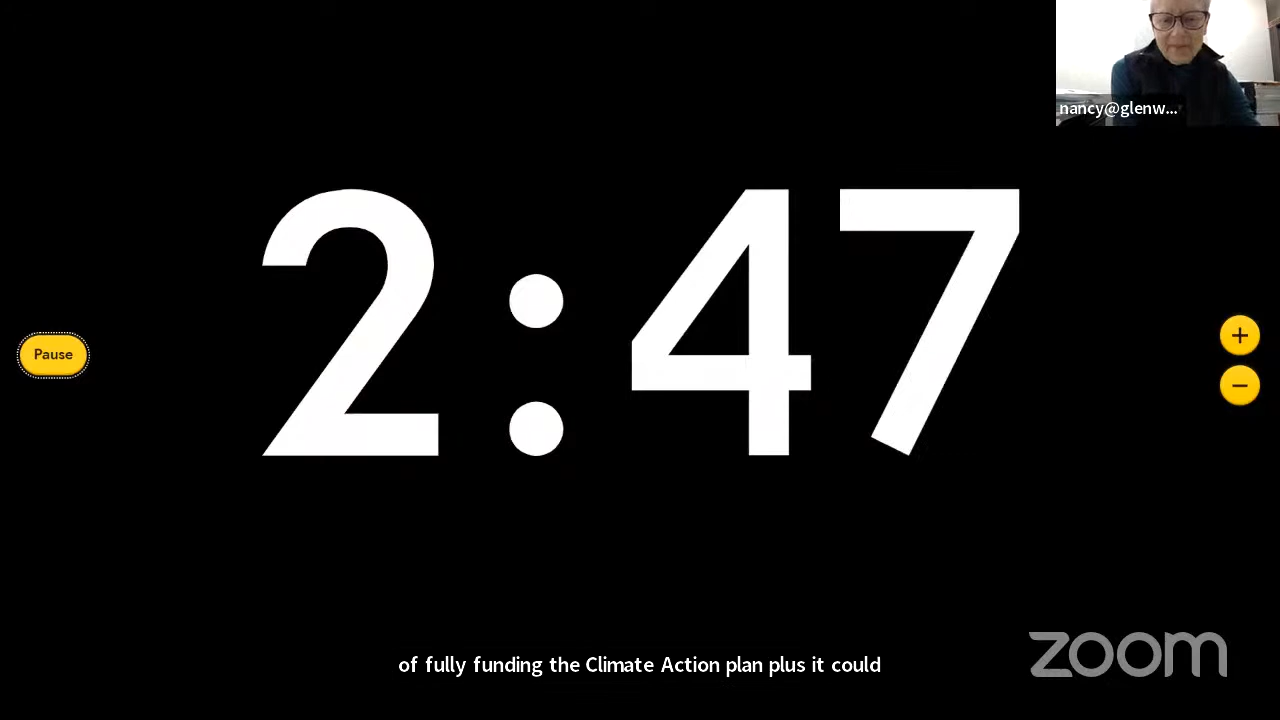 nancy@glenw...
2:47
Pause
+
−
of fully funding the Climate Action plan plus it could
zoom